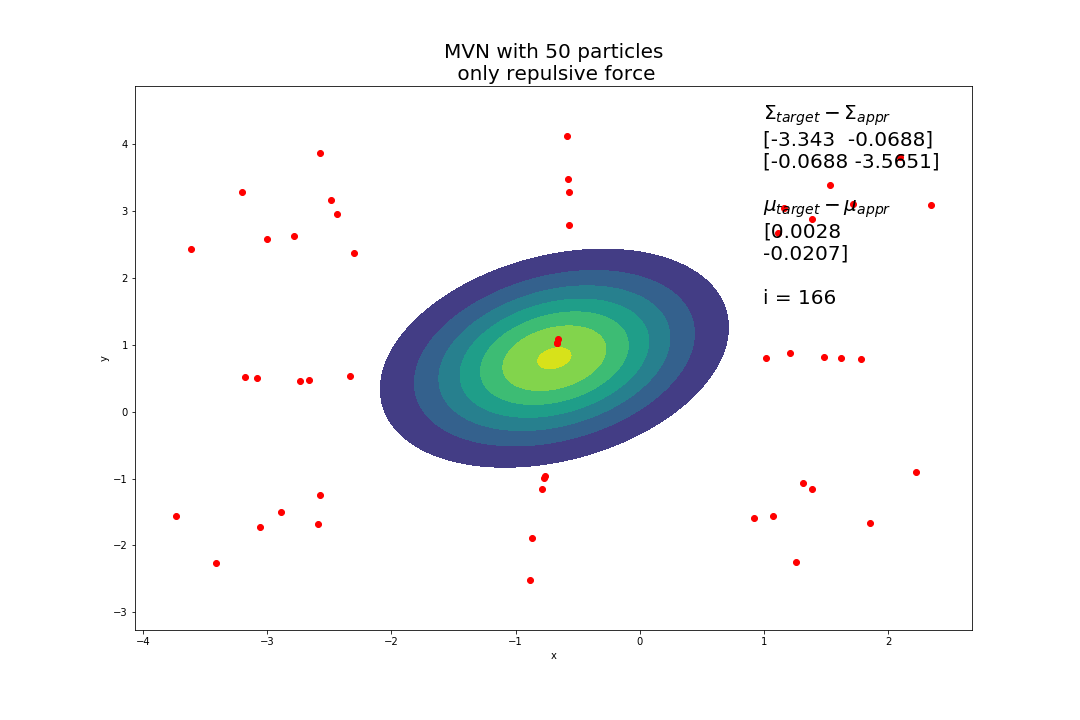 MVN with 50 particles
only repulsive force
Σ_target − Σ_appr
[-3.343  -0.0688]
[-0.0688 -3.5651]
μ_target − μ_appr
[0.0028
-0.0207]
i = 166
y
4
3
2
1
0
−1
−2
−3
−4
−3
−2
−1
0
1
2
x